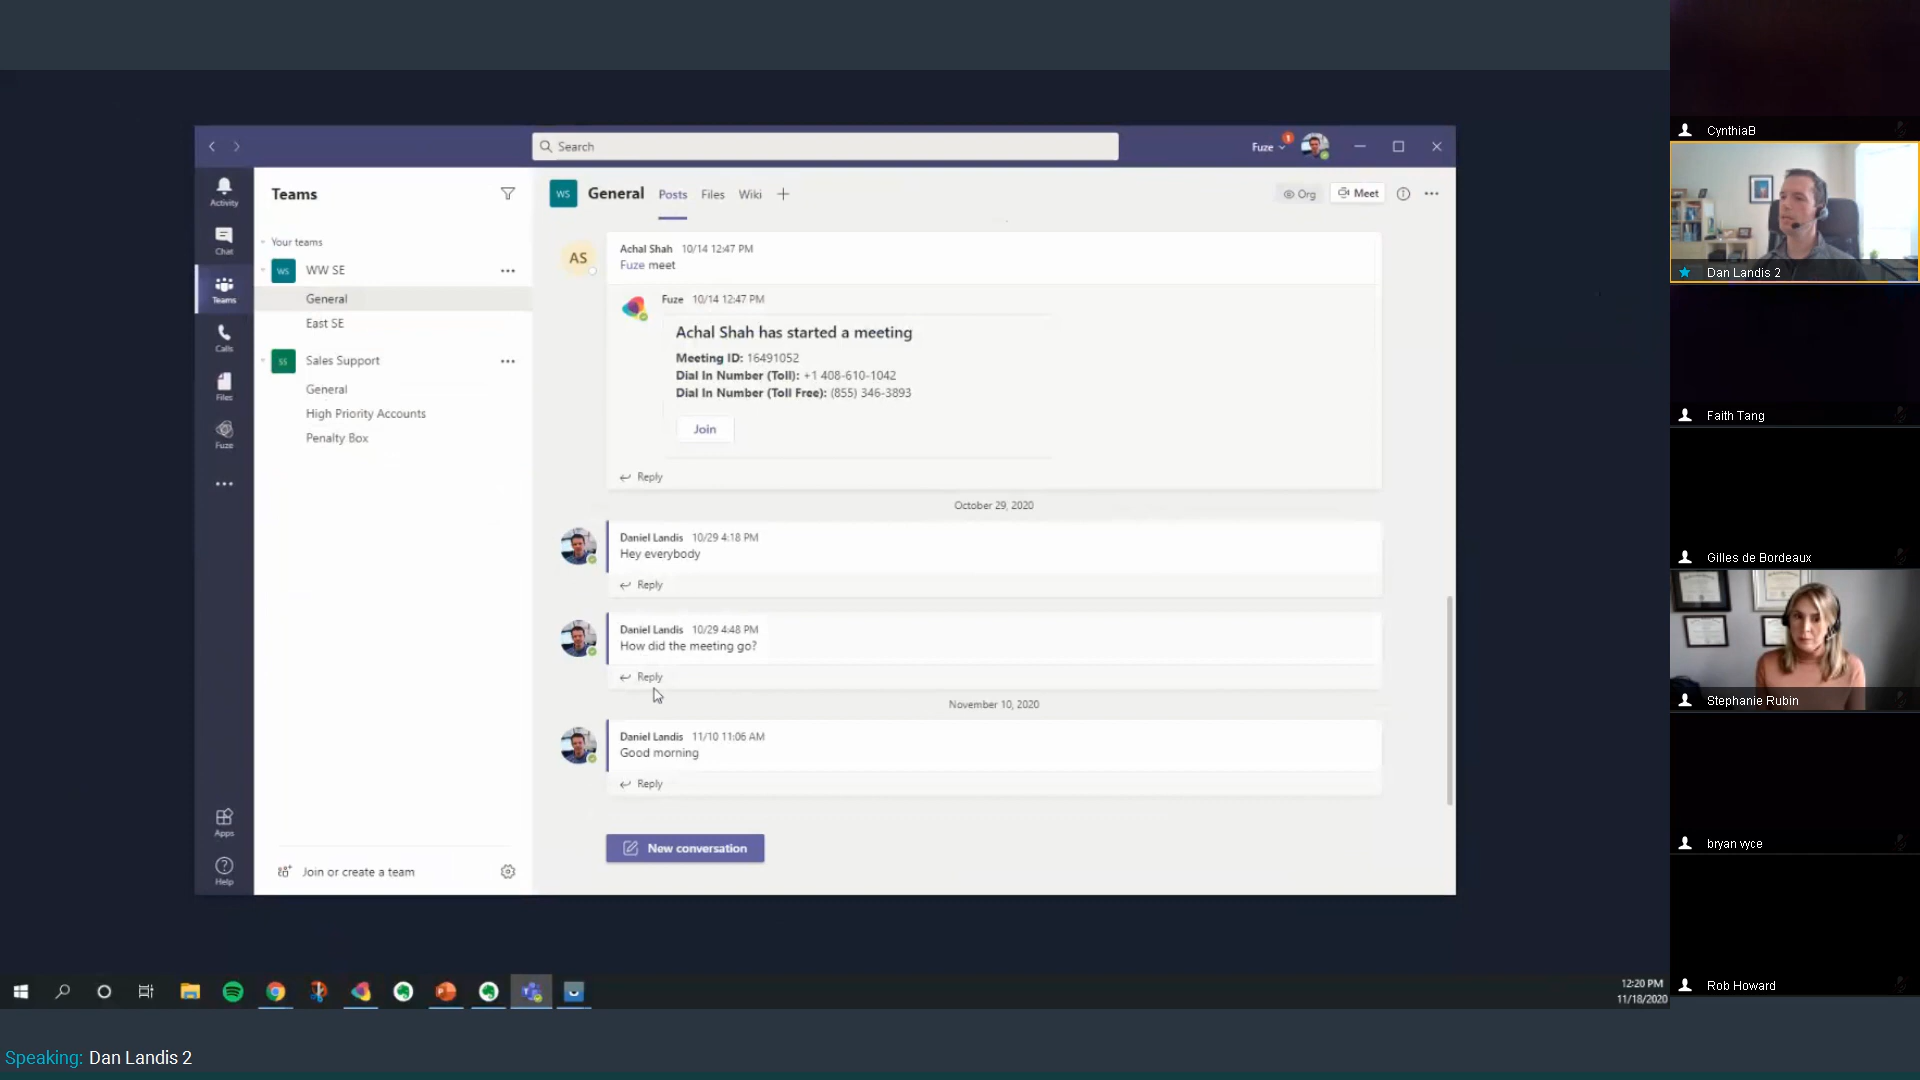 Search
Fuze
1
Activity
Chat
Teams
Calls
Files
Fuze
Apps
Help
Teams
Your teams
WS WW SE
General
East SE
SS Sales Support
General
High Priority Accounts
Penalty Box
Join or create a team
WS General Posts Files Wiki
Org Meet
AS
Achal Shah 10/14 12:47 PM
Fuze meet
Fuze 10/14 12:47 PM
Achal Shah has started a meeting
Meeting ID: 16491052
Dial In Number (Toll): +1 408-610-1042
Dial In Number (Toll Free): (855) 346-3893
Join
Reply
October 29, 2020
Daniel Landis 10/29 4:18 PM
Hey everybody
Reply
Daniel Landis 10/29 4:48 PM
How did the meeting go?
Reply
November 10, 2020
Daniel Landis 11/10 11:06 AM
Good morning
Reply
New conversation
12:20 PM
11/18/2020
CynthiaB
Dan Landis 2
Faith Tang
Gilles de Bordeaux
Stephanie Rubin
bryan vyce
Rob Howard
Speaking: Dan Landis 2